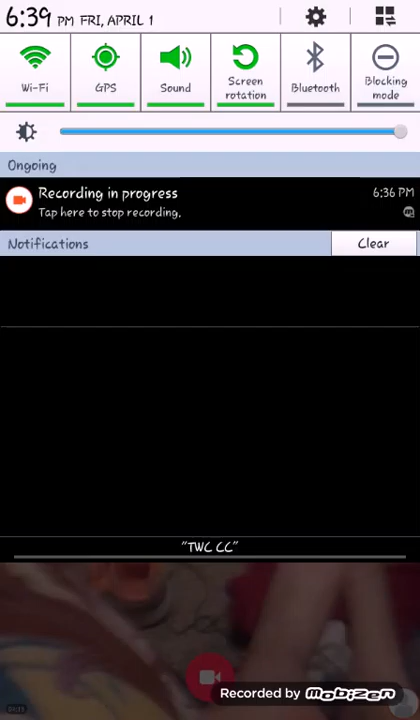 6:39 PM FRI, APRIL 1
Wi-Fi
GPS
Sound
Screen
rotation
Bluetooth
Blocking
mode
Ongoing
Recording in progress
6:36 PM
Tap here to stop recording,
Notifications
Clear
"TWC CC"
Recorded by mobizen